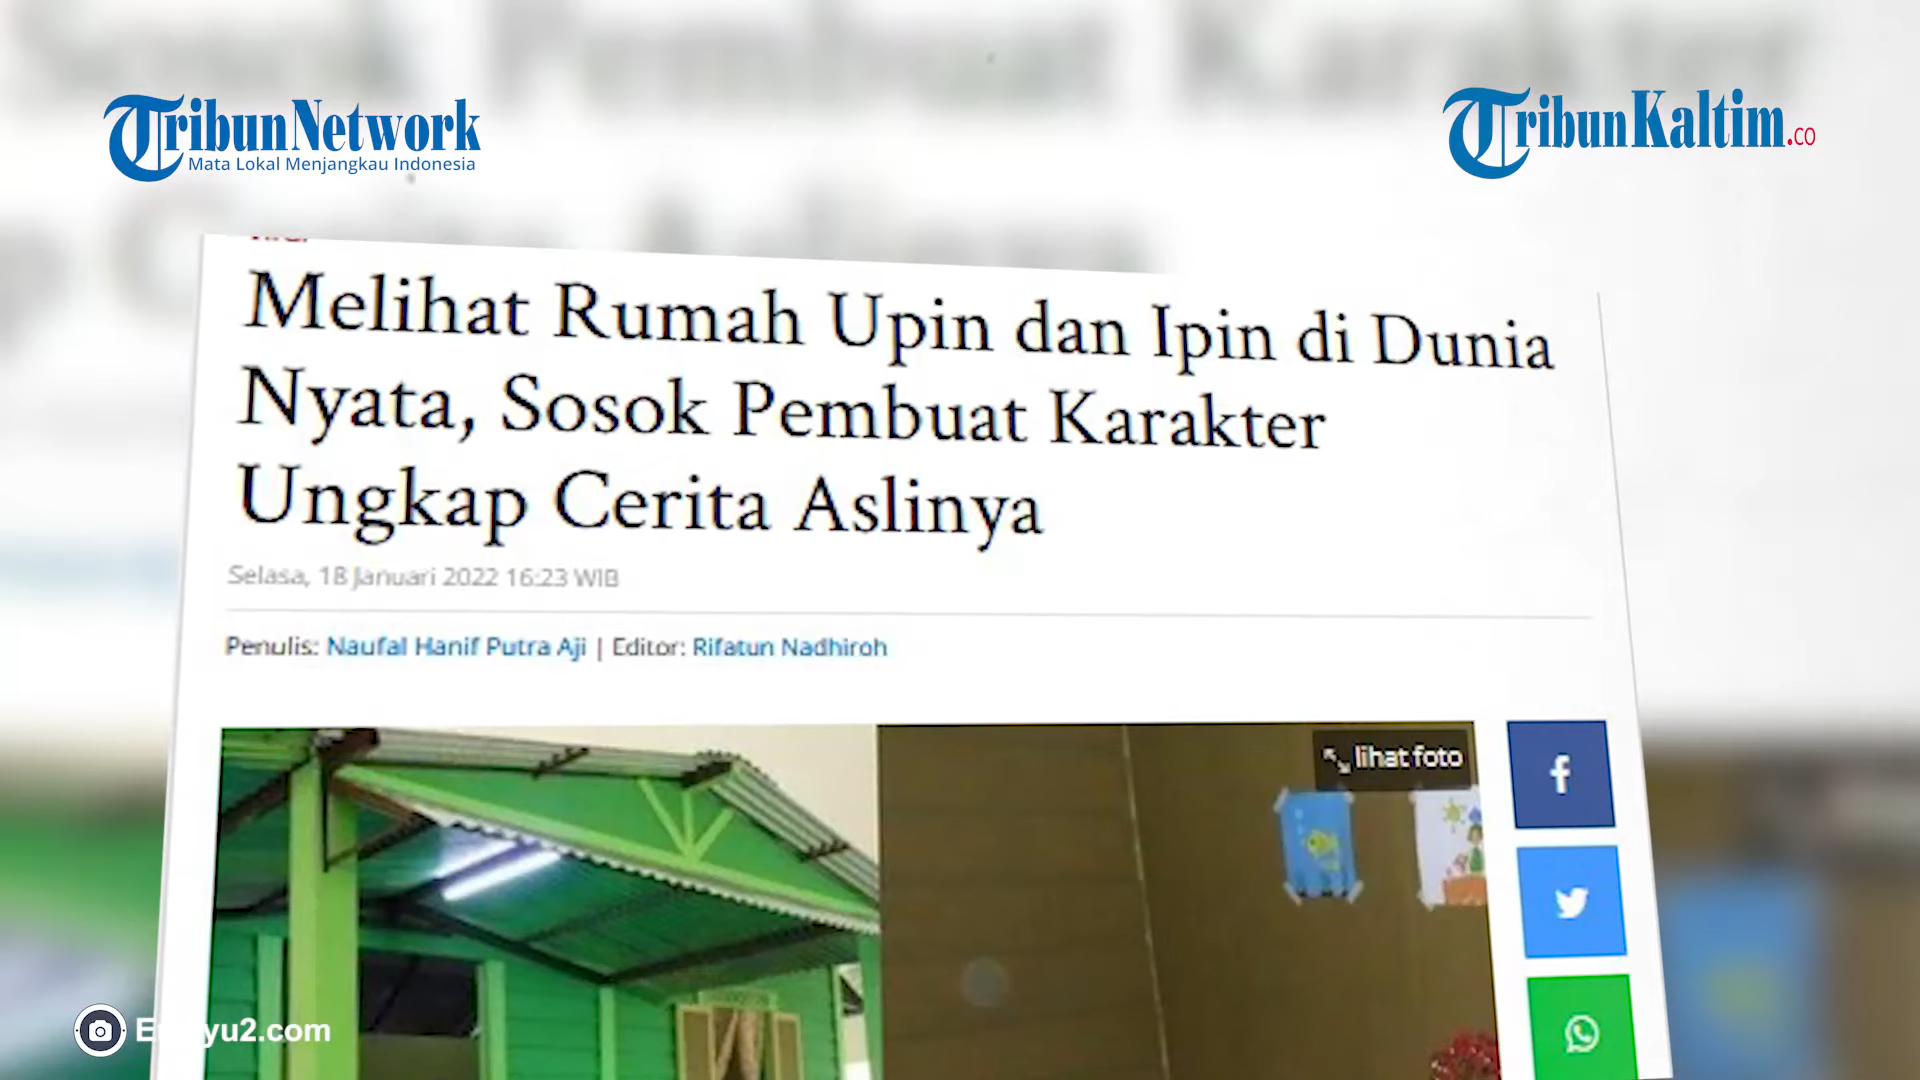 TribunNetwork
Mata Lokal Menjangkau Indonesia
TribunKaltim.co
Melihat Rumah Upin dan Ipin di Dunia
Nyata, Sosok Pembuat Karakter
Ungkap Cerita Aslinya
Selasa, 18 Januari 2022 16:23 WIB
Penulis: Naufal Hanif Putra Aji | Editor: Rifatun Nadhiroh
lihat foto